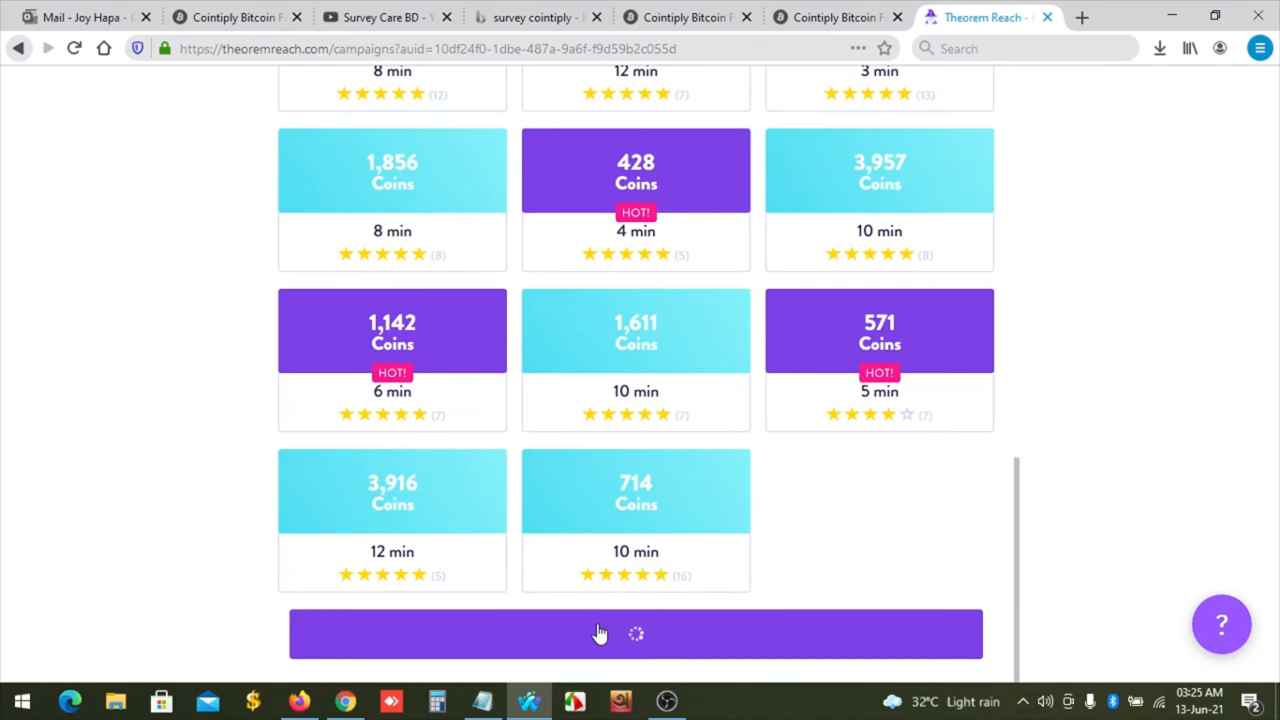 Mail - Joy Hapa - O
Cointiply Bitcoin F
Survey Care BD - Y
survey cointiply - B
Cointiply Bitcoin F
Cointiply Bitcoin F
Theorem Reach -
https://theoremreach.com/campaigns?auid=10df24f0-1dbe-487a-9a6f-f9d59b2c055d
Search
8 min
12 min
3 min
(12)
(7)
(13)
1,856
Coins
8 min
(8)
428
Coins
HOT!
4 min
(5)
3,957
Coins
10 min
(8)
1,142
Coins
HOT!
6 min
(7)
1,611
Coins
10 min
(7)
571
Coins
HOT!
5 min
(7)
3,916
Coins
12 min
(5)
714
Coins
10 min
(16)
?
32°C Light rain
03:25 AM
13-Jun-21
2